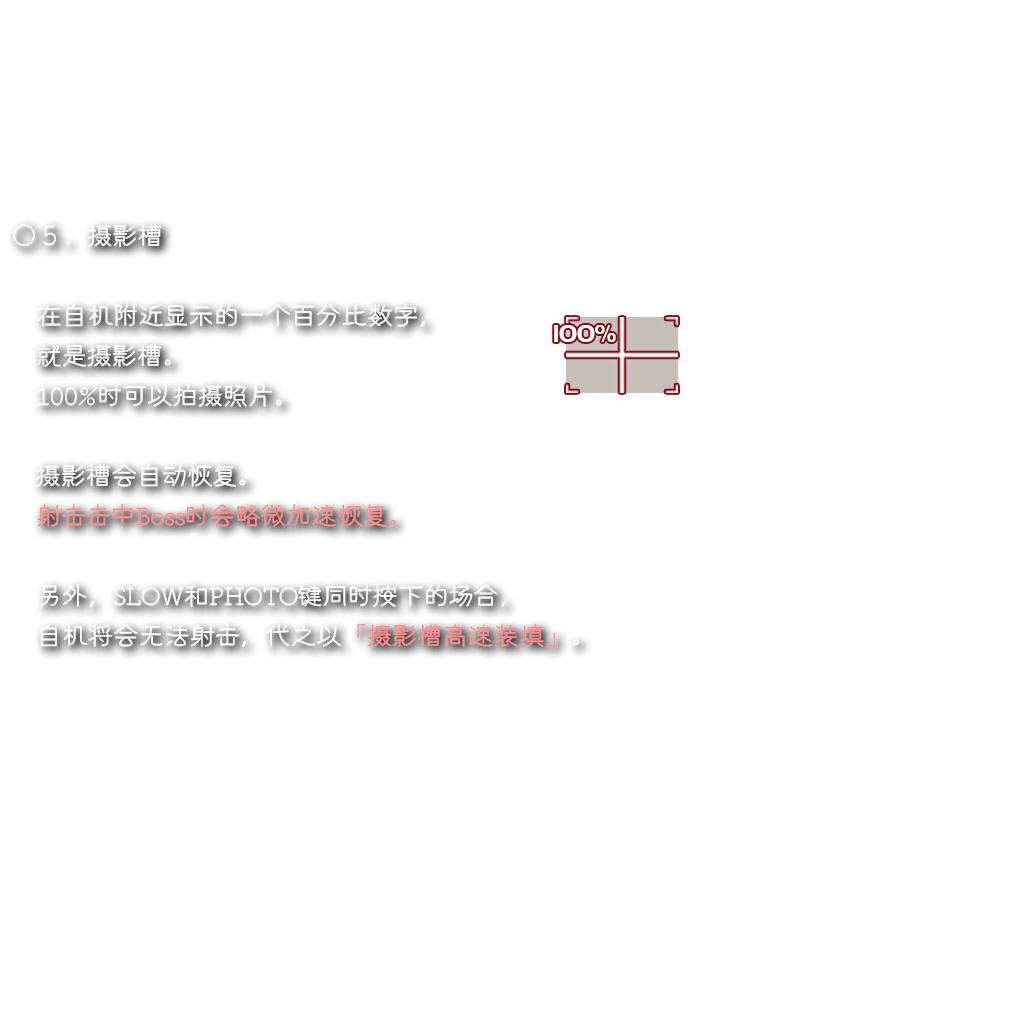 〇５．摄影槽
在自机附近显示的一个百分比数字，
就是摄影槽。
100%时可以拍摄照片。
100%
摄影槽会自动恢复。
射击击中Boss时会略微加速恢复。
另外，SLOW和PHOTO键同时按下的场合，
自机将会无法射击，代之以「摄影槽高速装填」。